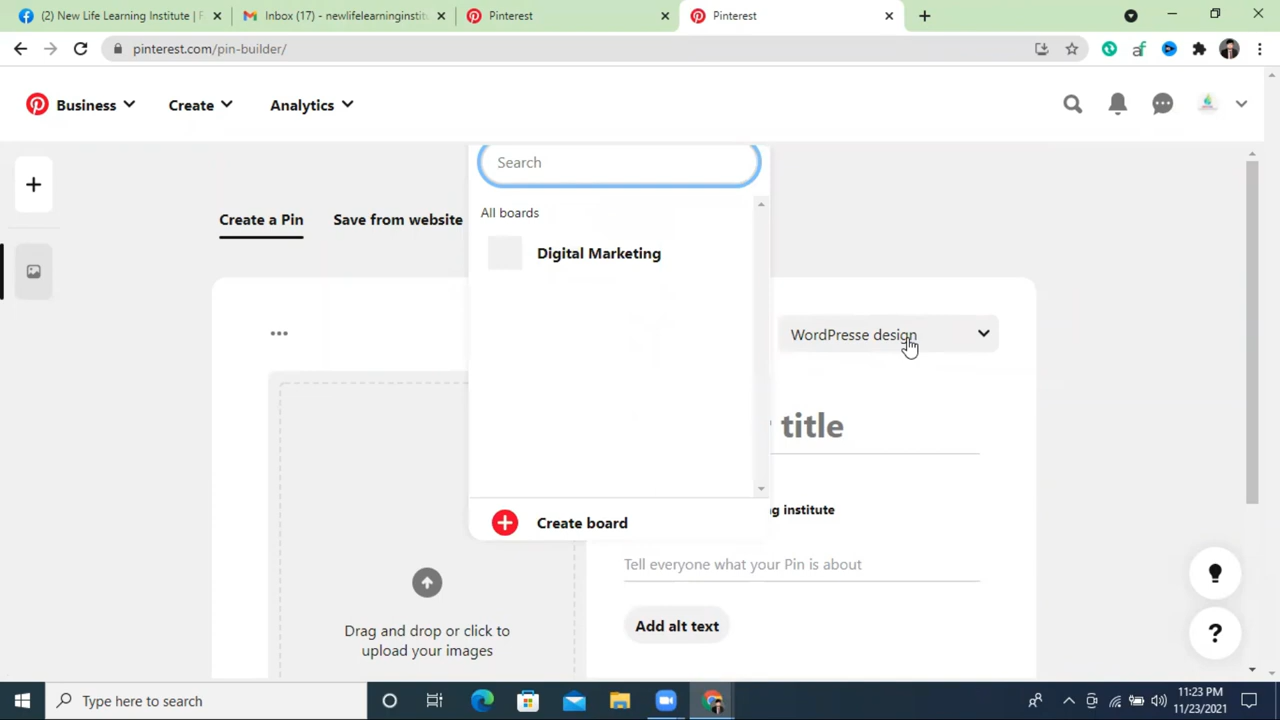 (2) New Life Learning Institute | F
Inbox (17) - newlifelearninginstitu
Pinterest
Pinterest
pinterest.com/pin-builder/
Business
Create
Analytics
Search
All boards
Digital Marketing
Create board
Create a Pin
Save from website
WordPresse design
title
g institute
Tell everyone what your Pin is about
Add alt text
Drag and drop or click to
upload your images
?
Type here to search
11:23 PM
11/23/2021